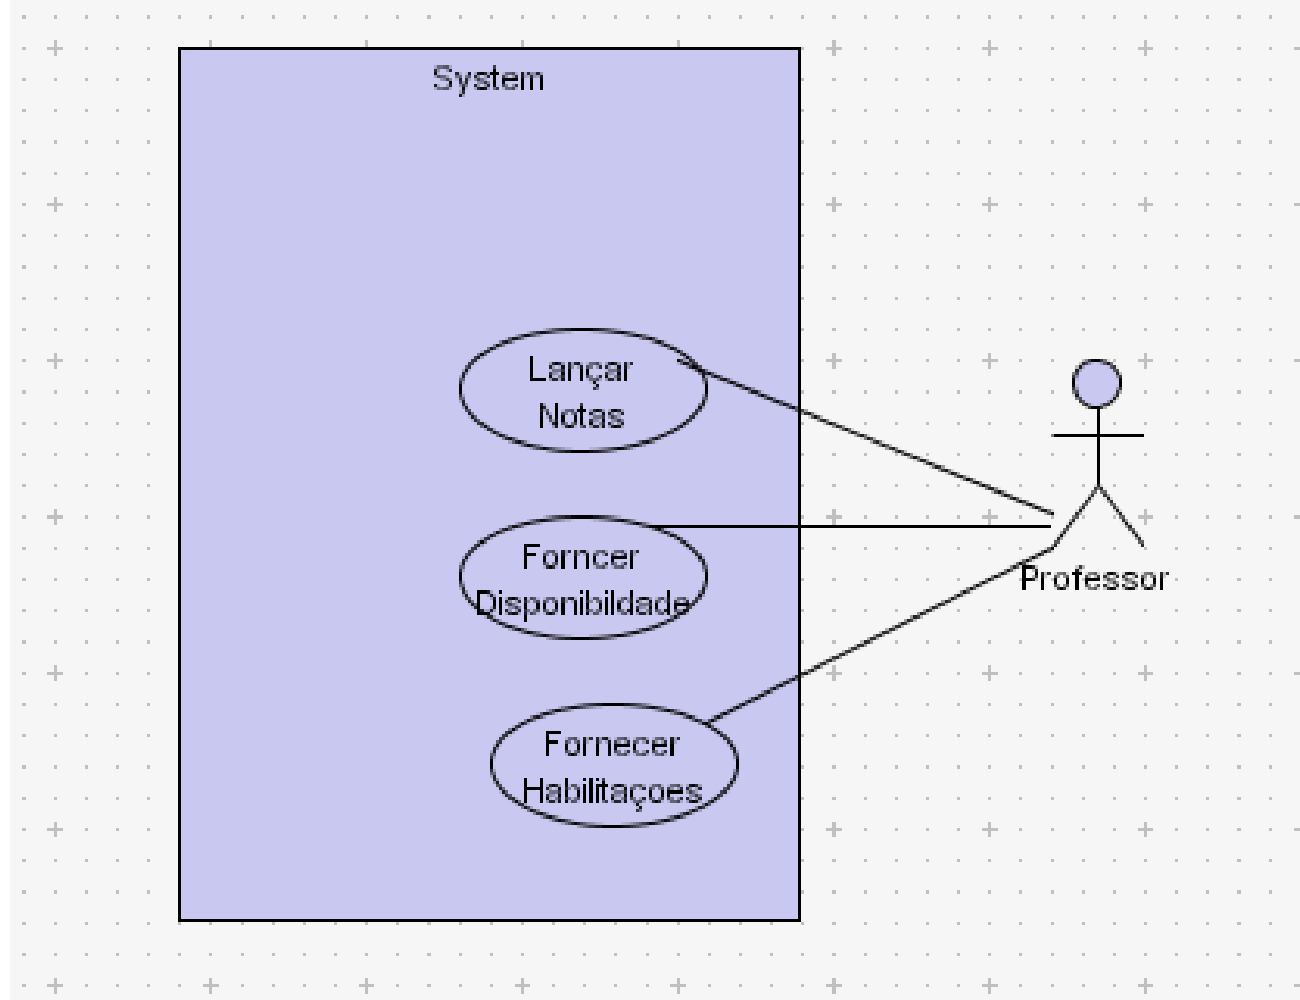 System
Lançar
Notas
Forncer
Disponibildade
Professor
Fornecer
Habilitaçoes